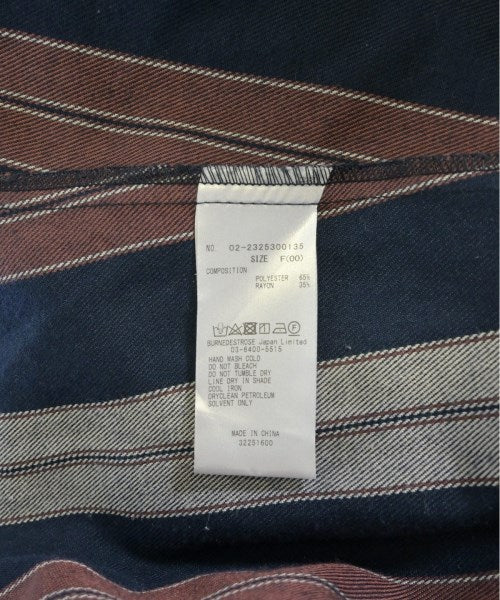 NO. 02-2325300135
SIZE F(00)
COMPOSITION
POLYESTER 65%
RAYON 35%
BURNEDESTROSE Japan Limited
03-6400-5515
HAND WASH COLD
DO NOT BLEACH
DO NOT TUMBLE DRY
LINE DRY IN SHADE
COOL IRON
DRYCLEAN PETROLEUM
SOLVENT ONLY
MADE IN CHINA
32251600